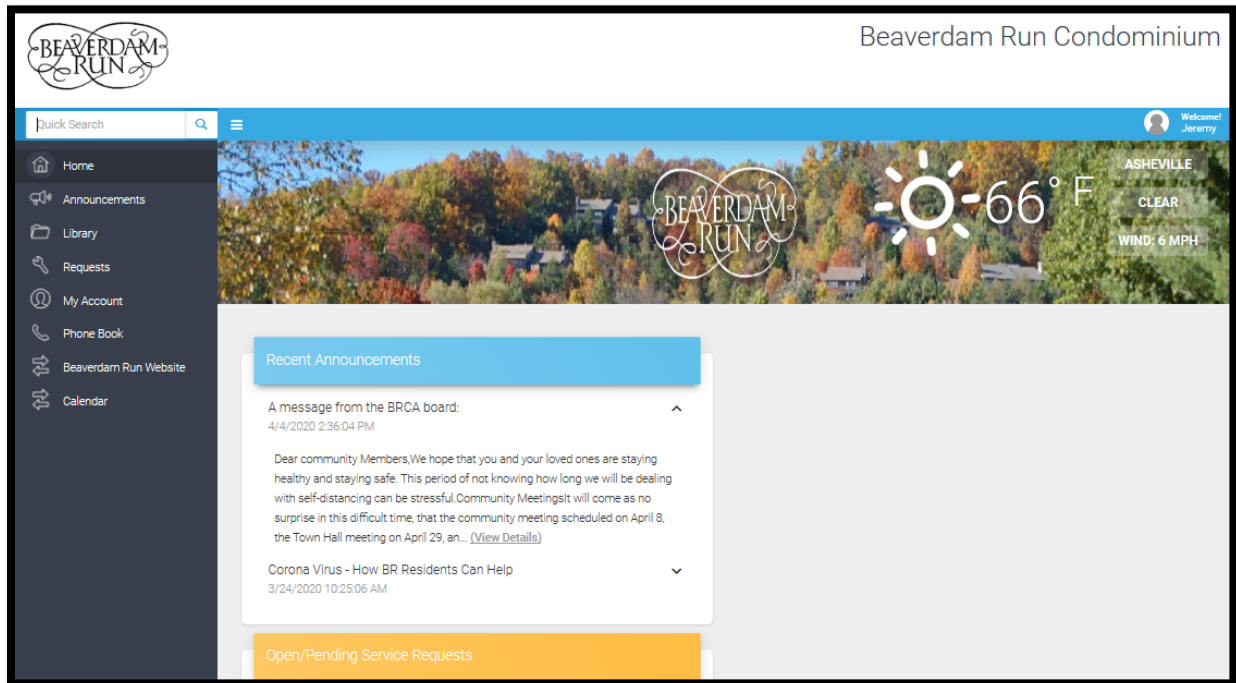 BEAVERDAM
RUN
Beaverdam Run Condominium
Quick Search
Welcome!
Jeremy
Home
Announcements
Library
Requests
My Account
Phone Book
Beaverdam Run Website
Calendar
BEAVERDAM
RUN
66° F
ASHEVILLE
CLEAR
WIND: 6 MPH
Recent Announcements
A message from the BRCA board:
4/4/2020 2:36:04 PM
Dear community Members,We hope that you and your loved ones are staying
healthy and staying safe. This period of not knowing how long we will be dealing
with self-distancing can be stressful.Community MeetingsIt will come as no
surprise in this difficult time, that the community meeting scheduled on April 8,
the Town Hall meeting on April 29, an... (View Details)
Corona Virus - How BR Residents Can Help
3/24/2020 10:25:06 AM
Open/Pending Service Requests